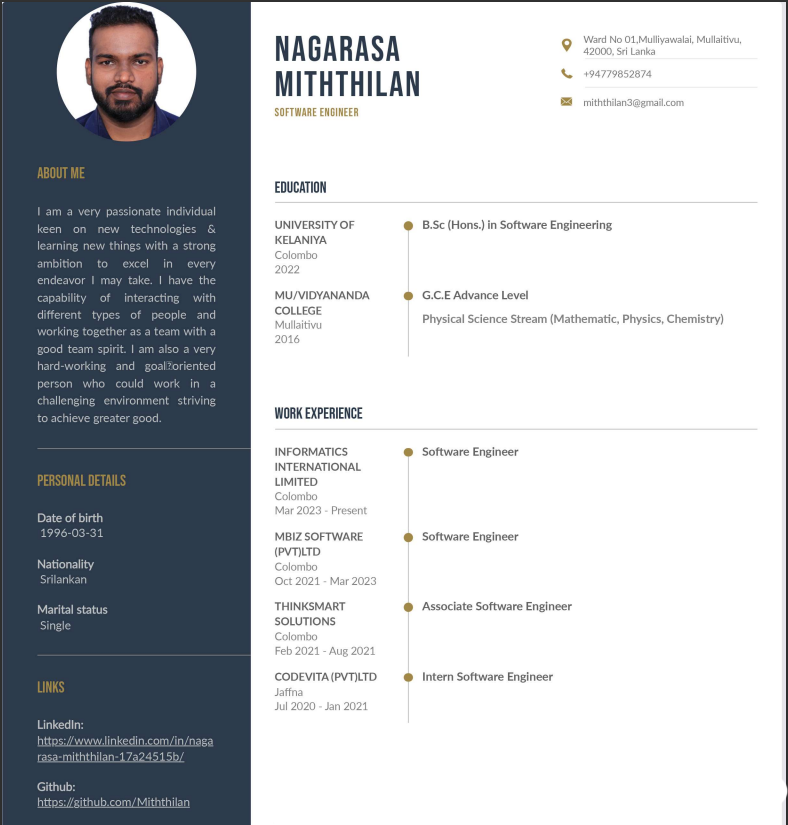 NAGARASA
MITHTHILAN
SOFTWARE ENGINEER
Ward No 01,Mulliyawalai, Mullaitivu,
42000, Sri Lanka
+94779852874
miththilan3@gmail.com
ABOUT ME
I am a very passionate individual
keen on new technologies &
learning new things with a strong
ambition to excel in every
endeavor I may take. I have the
capability of interacting with
different types of people and
working together as a team with a
good team spirit. I am also a very
hard-working and goal⍰oriented
person who could work in a
challenging environment striving
to achieve greater good.
PERSONAL DETAILS
Date of birth
1996-03-31
Nationality
Srilankan
Marital status
Single
LINKS
LinkedIn:
https://www.linkedin.com/in/naga
rasa-miththilan-17a24515b/
Github:
https://github.com/Miththilan
EDUCATION
UNIVERSITY OF
KELANIYA
Colombo
2022
B.Sc (Hons.) in Software Engineering
MU/VIDYANANDA
COLLEGE
Mullaitivu
2016
G.C.E Advance Level
Physical Science Stream (Mathematic, Physics, Chemistry)
WORK EXPERIENCE
INFORMATICS
INTERNATIONAL
LIMITED
Colombo
Mar 2023 - Present
Software Engineer
MBIZ SOFTWARE
(PVT)LTD
Colombo
Oct 2021 - Mar 2023
Software Engineer
THINKSMART
SOLUTIONS
Colombo
Feb 2021 - Aug 2021
Associate Software Engineer
CODEVITA (PVT)LTD
Jaffna
Jul 2020 - Jan 2021
Intern Software Engineer